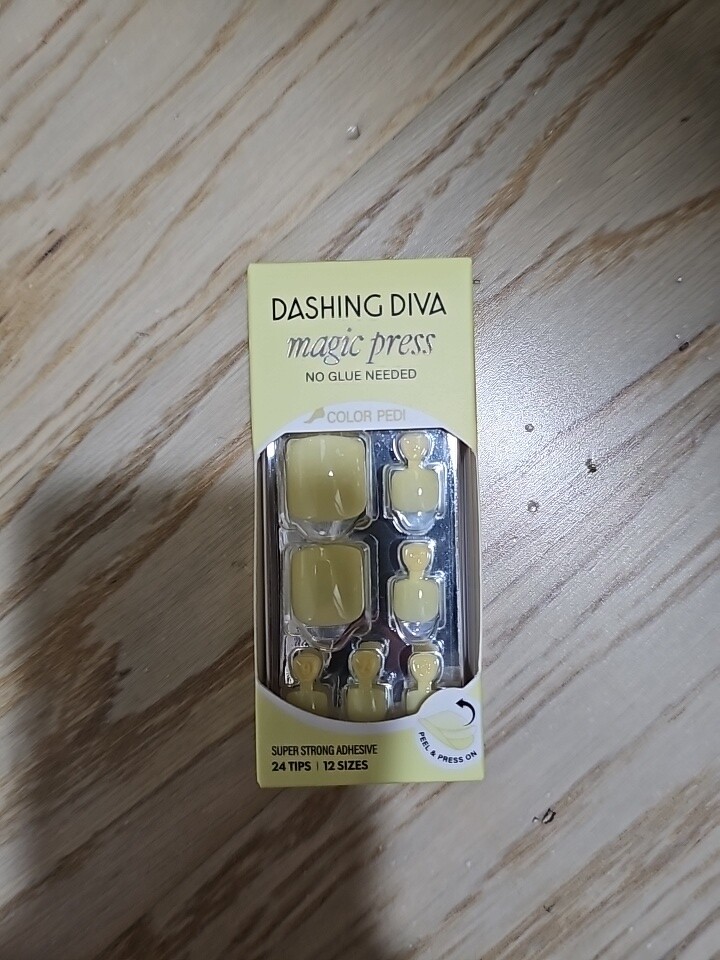 DASHING DIVA
magic press
NO GLUE NEEDED
COLOR PEDI
PEEL & PRESS ON
SUPER STRONG ADHESIVE
24 TIPS | 12 SIZES